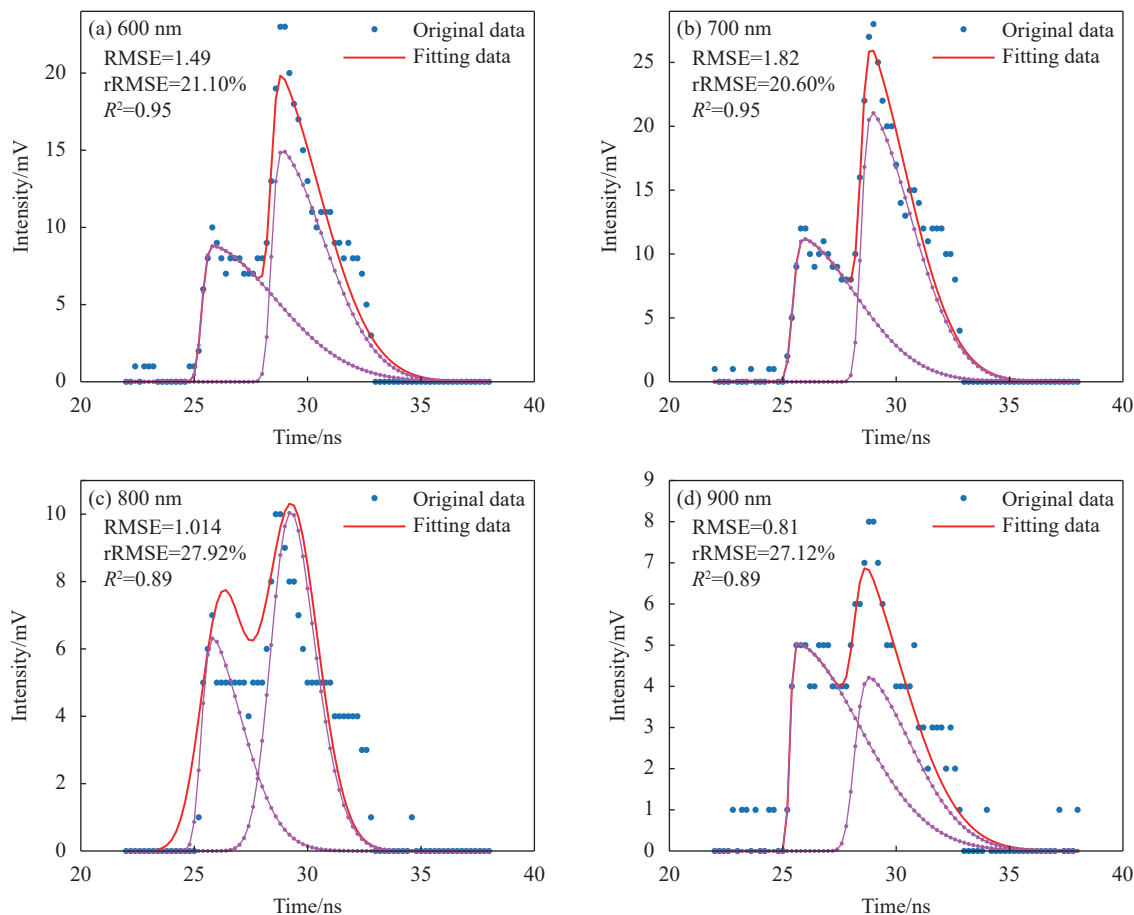 (a) 600 nm
RMSE=1.49
rRMSE=21.10%
R²=0.95
Original data
Fitting data
Intensity/mV
20
15
10
5
0
20 25 30 35 40
Time/ns
(b) 700 nm
RMSE=1.82
rRMSE=20.60%
R²=0.95
Original data
Fitting data
Intensity/mV
25
20
15
10
5
0
20 25 30 35 40
Time/ns
(c) 800 nm
RMSE=1.014
rRMSE=27.92%
R²=0.89
Original data
Fitting data
Intensity/mV
10
8
6
4
2
0
20 25 30 35 40
Time/ns
(d) 900 nm
RMSE=0.81
rRMSE=27.12%
R²=0.89
Original data
Fitting data
Intensity/mV
9
8
7
6
5
4
3
2
1
0
20 25 30 35 40
Time/ns